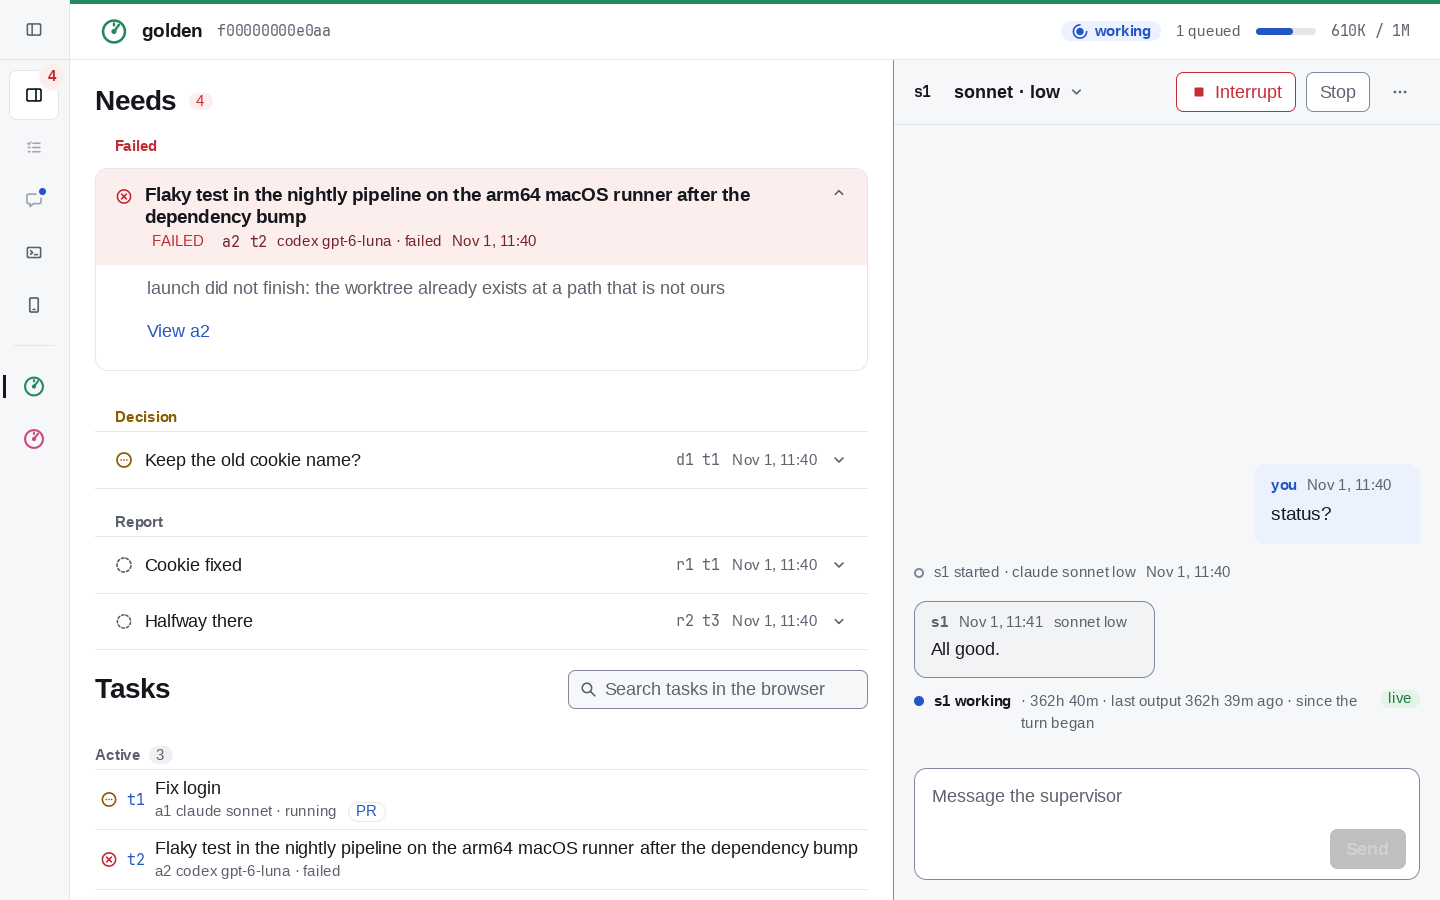 golden f00000000e0aa
working 1 queued 610K / 1M
4
Needs 4
Failed
Flaky test in the nightly pipeline on the arm64 macOS runner after the
dependency bump
FAILED a2 t2 codex gpt-6-luna · failed Nov 1, 11:40
launch did not finish: the worktree already exists at a path that is not ours
View a2
Decision
Keep the old cookie name? d1 t1 Nov 1, 11:40
Report
Cookie fixed r1 t1 Nov 1, 11:40
Halfway there r2 t3 Nov 1, 11:40
Tasks
Search tasks in the browser
Active 3
t1 Fix login
a1 claude sonnet · running PR
t2 Flaky test in the nightly pipeline on the arm64 macOS runner after the dependency bump
a2 codex gpt-6-luna · failed
s1 sonnet · low Interrupt Stop
you Nov 1, 11:40
status?
s1 started · claude sonnet low Nov 1, 11:40
s1 Nov 1, 11:41 sonnet low
All good.
s1 working · 362h 40m · last output 362h 39m ago · since the live
turn began
Message the supervisor
Send